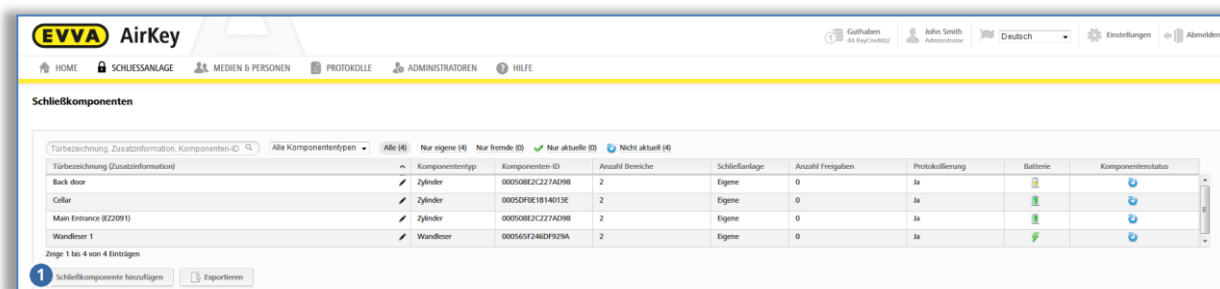 EVVA AirKey
Guthaben
1 44 KeyCredit(s)
John Smith
Administrator
Deutsch
Einstellungen
Abmelden
HOME SCHLIESSANLAGE MEDIEN & PERSONEN PROTOKOLLE ADMINISTRATOREN HILFE
Schließkomponenten
Türbezeichnung, Zusatzinformation, Komponenten-ID Alle Komponententypen Alle (4) Nur eigene (4) Nur fremde (0) Nur aktuelle (0) Nicht aktuell (4)
Türbezeichnung (Zusatzinformation) Komponententyp Komponenten-ID Anzahl Bereiche Schließanlage Anzahl Freigaben Protokollierung Batterie Komponentenstatus
Back door Zylinder 000508E2C227AD98 2 Eigene 0 Ja
Cellar Zylinder 0005DF0E1814013E 2 Eigene 0 Ja
Main Entrance (EZ2091) Zylinder 000508E2C227AD98 2 Eigene 0 Ja
Wandleser 1 Wandleser 000565F246DF929A 2 Eigene 0 Ja
Zeige 1 bis 4 von 4 Einträgen
1 Schließkomponente hinzufügen Exportieren